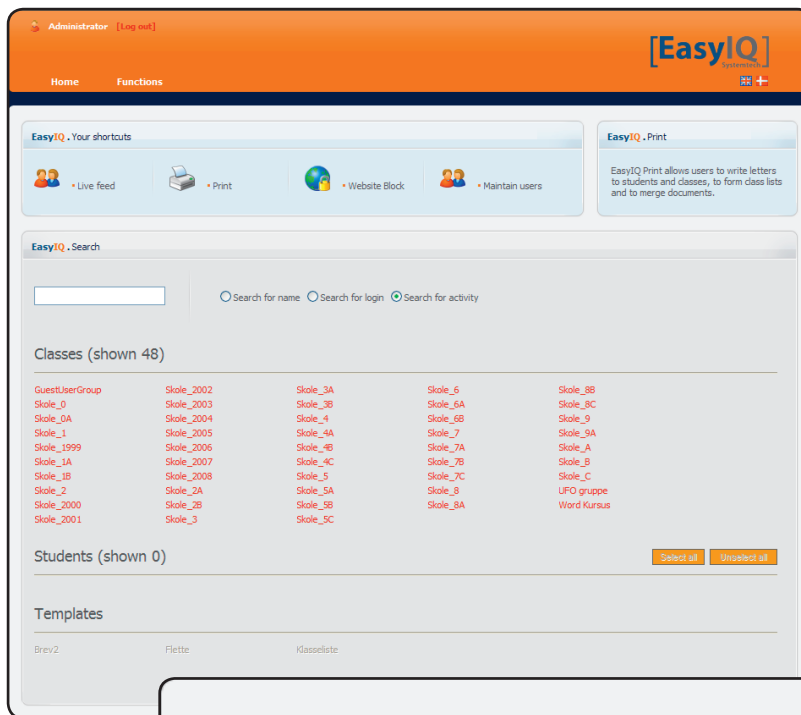 Administrator [Log out]
[EasyIQ]
Systemtech
Home Functions
EasyIQ . Your shortcuts
• Live feed • Print • Website Block • Maintain users
EasyIQ . Print
EasyIQ Print allows users to write letters
to students and classes, to form class lists
and to merge documents.
EasyIQ . Search
Search for name Search for login Search for activity
Classes (shown 48)
GuestUserGroup Skole_2002 Skole_3A Skole_6 Skole_8B
Skole_0 Skole_2003 Skole_3B Skole_6A Skole_8C
Skole_0A Skole_2004 Skole_4 Skole_6B Skole_9
Skole_1 Skole_2005 Skole_4A Skole_7 Skole_9A
Skole_1999 Skole_2006 Skole_4B Skole_7A Skole_A
Skole_1A Skole_2007 Skole_4C Skole_7B Skole_B
Skole_1B Skole_2008 Skole_5 Skole_7C Skole_C
Skole_2 Skole_2A Skole_5A Skole_8 UFO gruppe
Skole_2000 Skole_2B Skole_5B Skole_8A Word Kursus
Skole_2001 Skole_3 Skole_5C
Students (shown 0) Select all Unselect all
Templates
Brev2 Flette Klasseliste